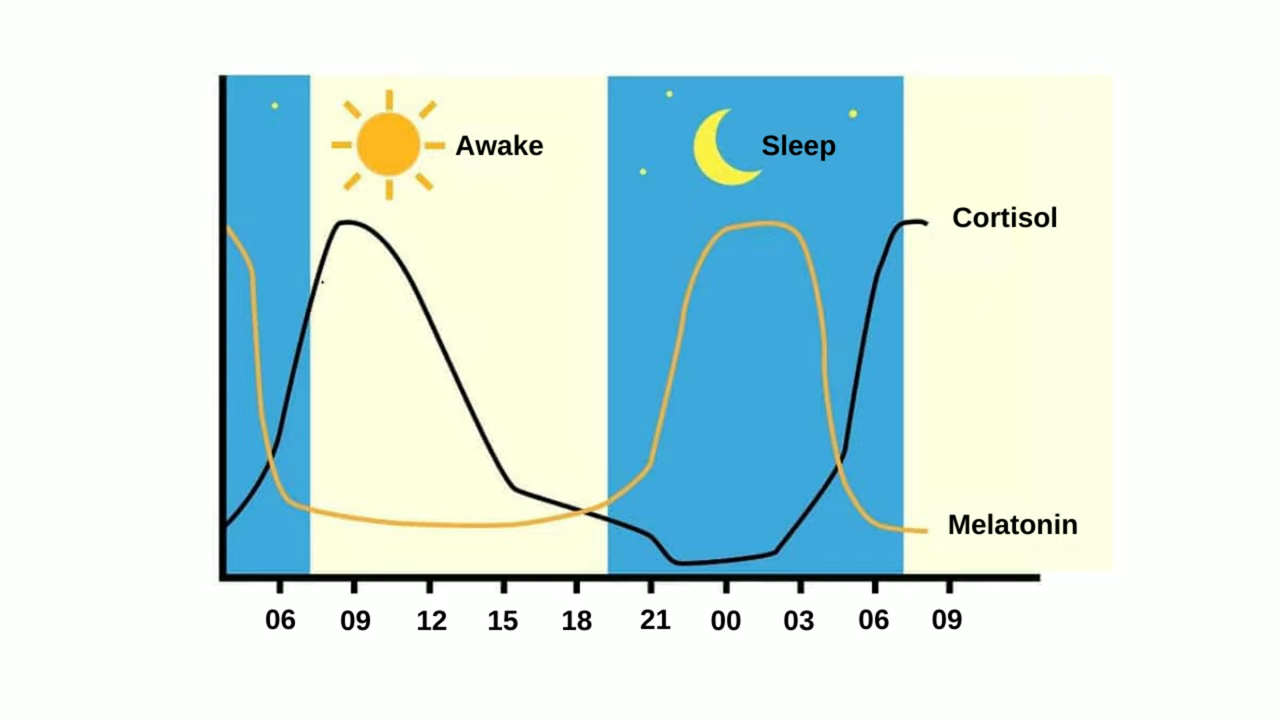 Awake
Sleep
Cortisol
Melatonin
06 09 12 15 18 21 00 03 06 09